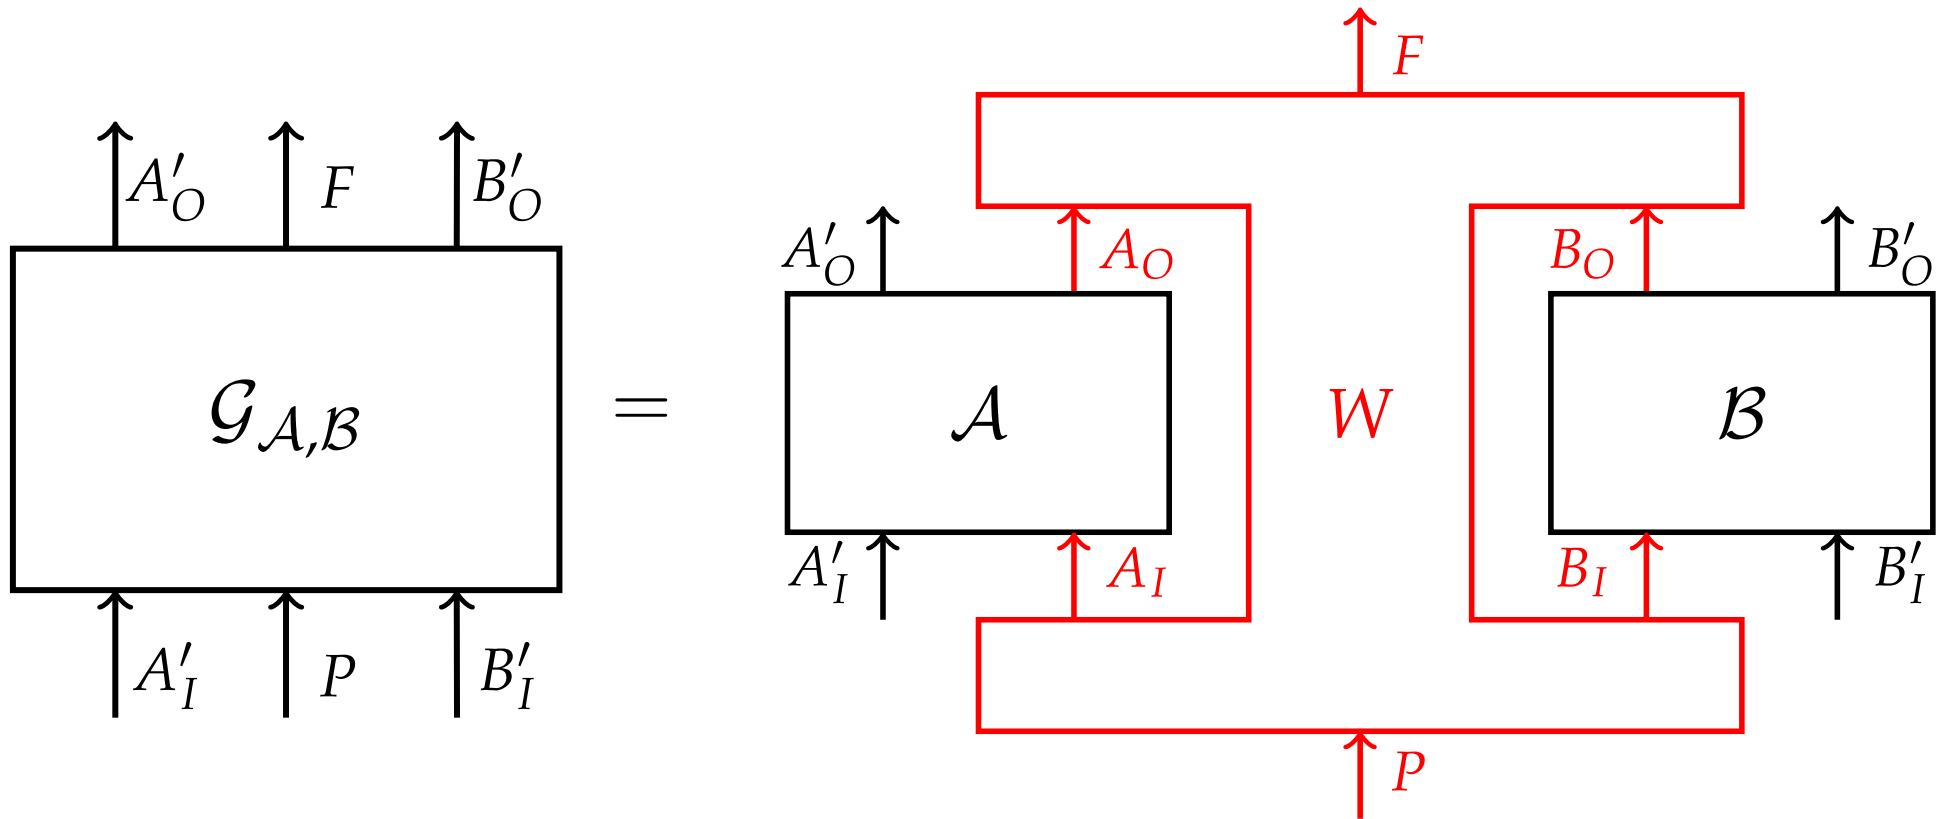 F
A′_O F B′_O
A′_O A_O B_O B′_O
𝒢_{𝒜,ℬ} = 𝒜 W ℬ
A′_I A_I B_I B′_I
A′_I P B′_I
P